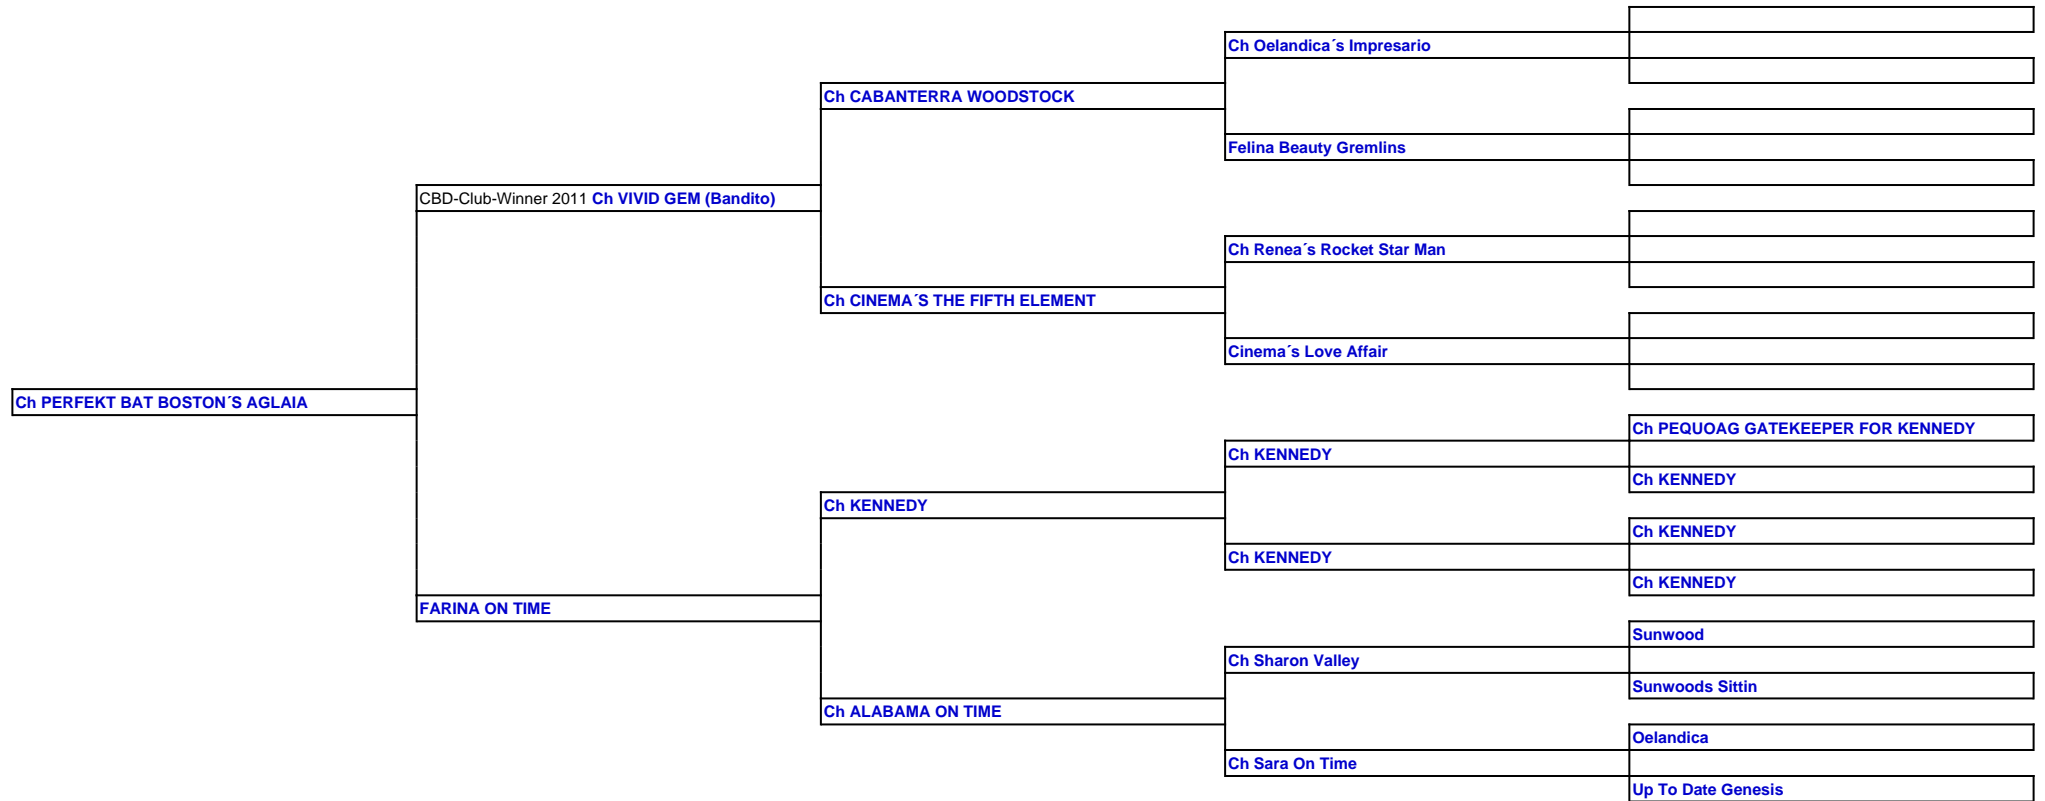 Ch Oelandica´s Impresario
Ch CABANTERRA WOODSTOCK
Felina Beauty Gremlins
CBD-Club-Winner 2011 Ch VIVID GEM (Bandito)
Ch Renea´s Rocket Star Man
Ch CINEMA´S THE FIFTH ELEMENT
Cinema´s Love Affair
Ch PERFEKT BAT BOSTON´S AGLAIA
Ch PEQUOAG GATEKEEPER FOR KENNEDY
Ch KENNEDY
Ch KENNEDY
Ch KENNEDY
Ch KENNEDY
Ch KENNEDY
Ch KENNEDY
FARINA ON TIME
Sunwood
Ch Sharon Valley
Sunwoods Sittin
Ch ALABAMA ON TIME
Oelandica
Ch Sara On Time
Up To Date Genesis